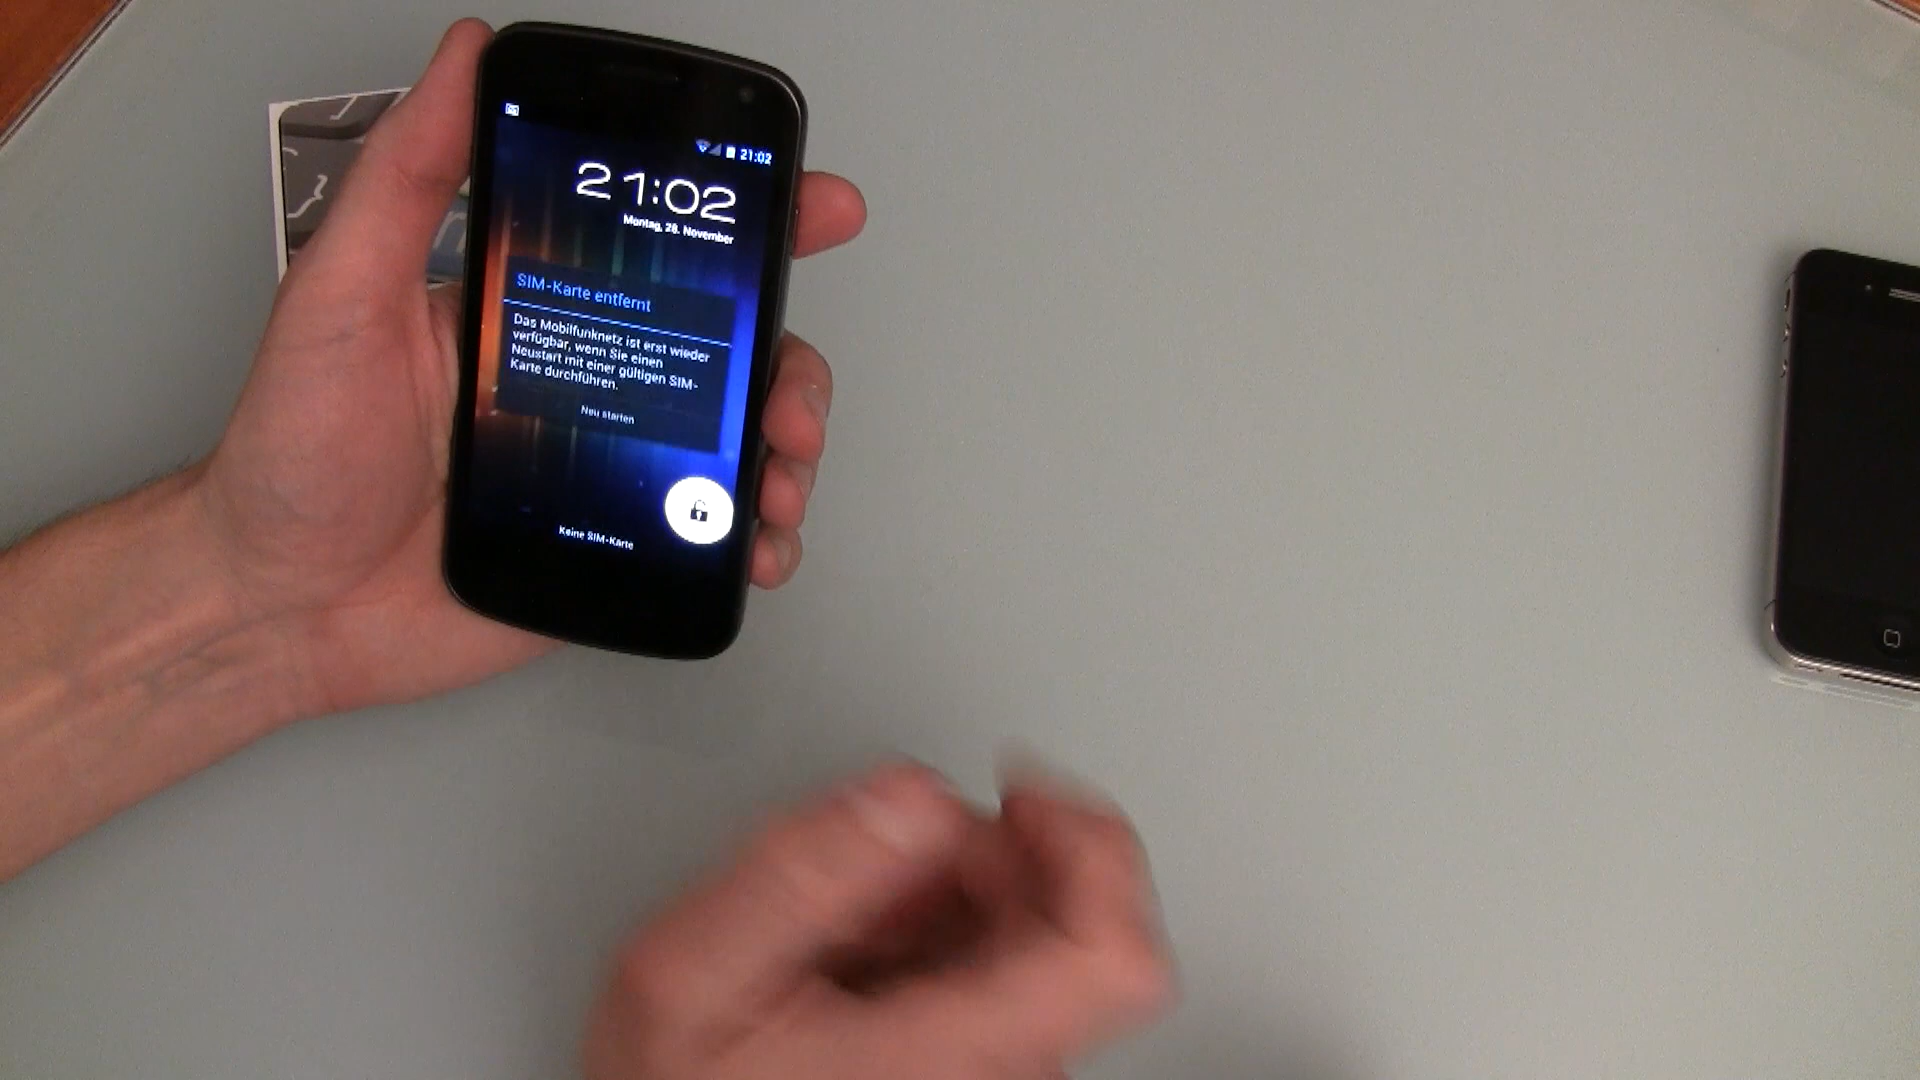 21:02
21:02
Montag, 28. November
SIM-Karte entfernt
Das Mobilfunknetz ist erst wieder
verfügbar, wenn Sie einen
Neustart mit einer gültigen SIM-
Karte durchführen.
Neu starten
Keine SIM-Karte